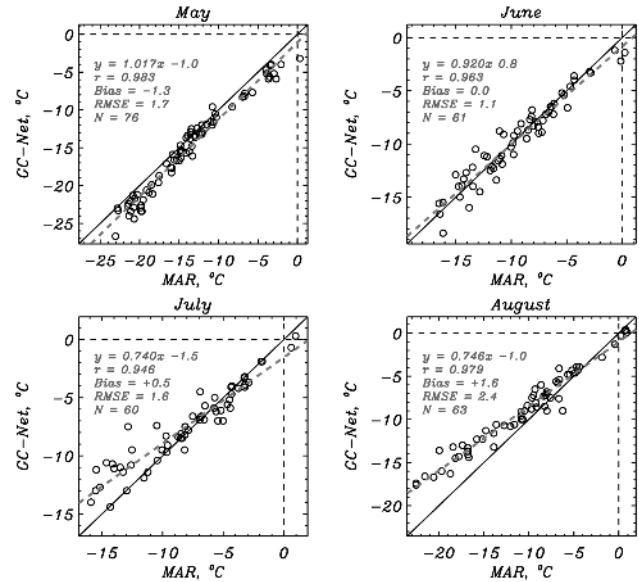 May
y = 1.017x −1.0
r = 0.983
Bias = −1.3
RMSE = 1.7
N = 76
0
−5
−10
−15
−20
−25
GC−Net, °C
−25 −20 −15 −10 −5 0
MAR, °C
June
y = 0.920x 0.8
r = 0.963
Bias = 0.0
RMSE = 1.1
N = 61
0
−5
−10
−15
GC−Net, °C
−15 −10 −5 0
MAR, °C
July
y = 0.740x −1.5
r = 0.946
Bias = +0.5
RMSE = 1.6
N = 60
0
−5
−10
−15
GC−Net, °C
−15 −10 −5 0
MAR, °C
August
y = 0.746x −1.0
r = 0.979
Bias = +1.6
RMSE = 2.4
N = 63
0
−5
−10
−15
−20
GC−Net, °C
−20 −15 −10 −5 0
MAR, °C